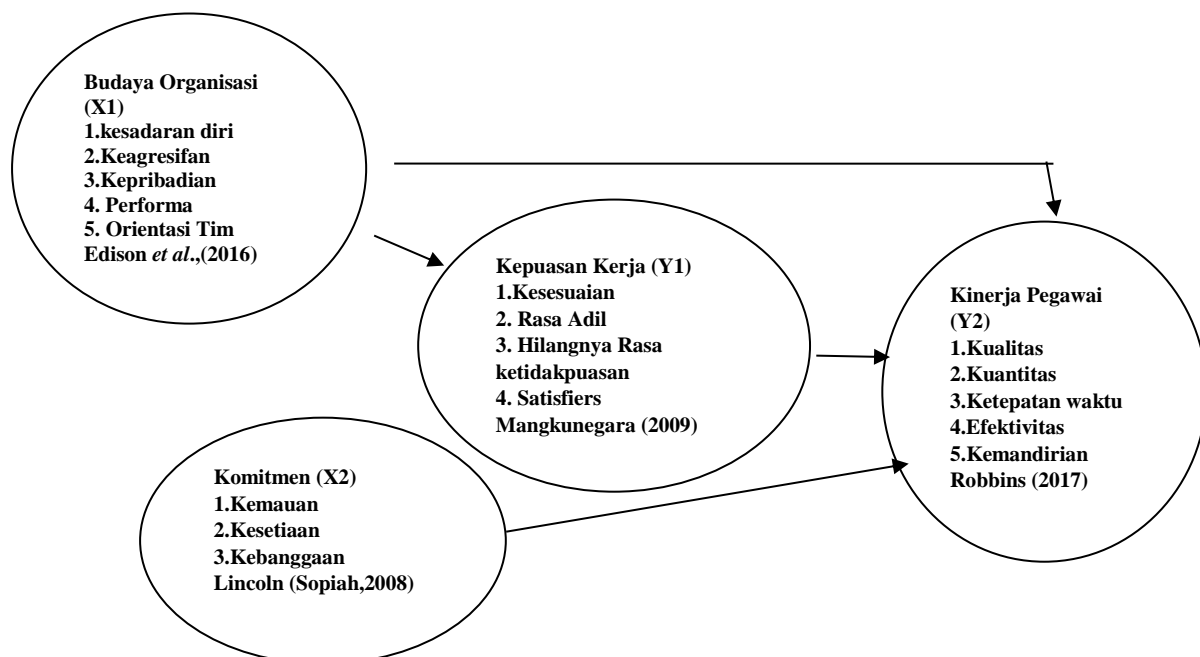 Budaya Organisasi
(X1)
1.kesadaran diri
2.Keagresifan
3.Kepribadian
4. Performa
5. Orientasi Tim
Edison et al.,(2016)
Kepuasan Kerja (Y1)
1.Kesesuaian
2. Rasa Adil
3. Hilangnya Rasa
ketidakpuasan
4. Satisfiers
Mangkunegara (2009)
Kinerja Pegawai
(Y2)
1.Kualitas
2.Kuantitas
3.Ketepatan waktu
4.Efektivitas
5.Kemandirian
Robbins (2017)
Komitmen (X2)
1.Kemauan
2.Kesetiaan
3.Kebanggaan
Lincoln (Sopiah,2008)